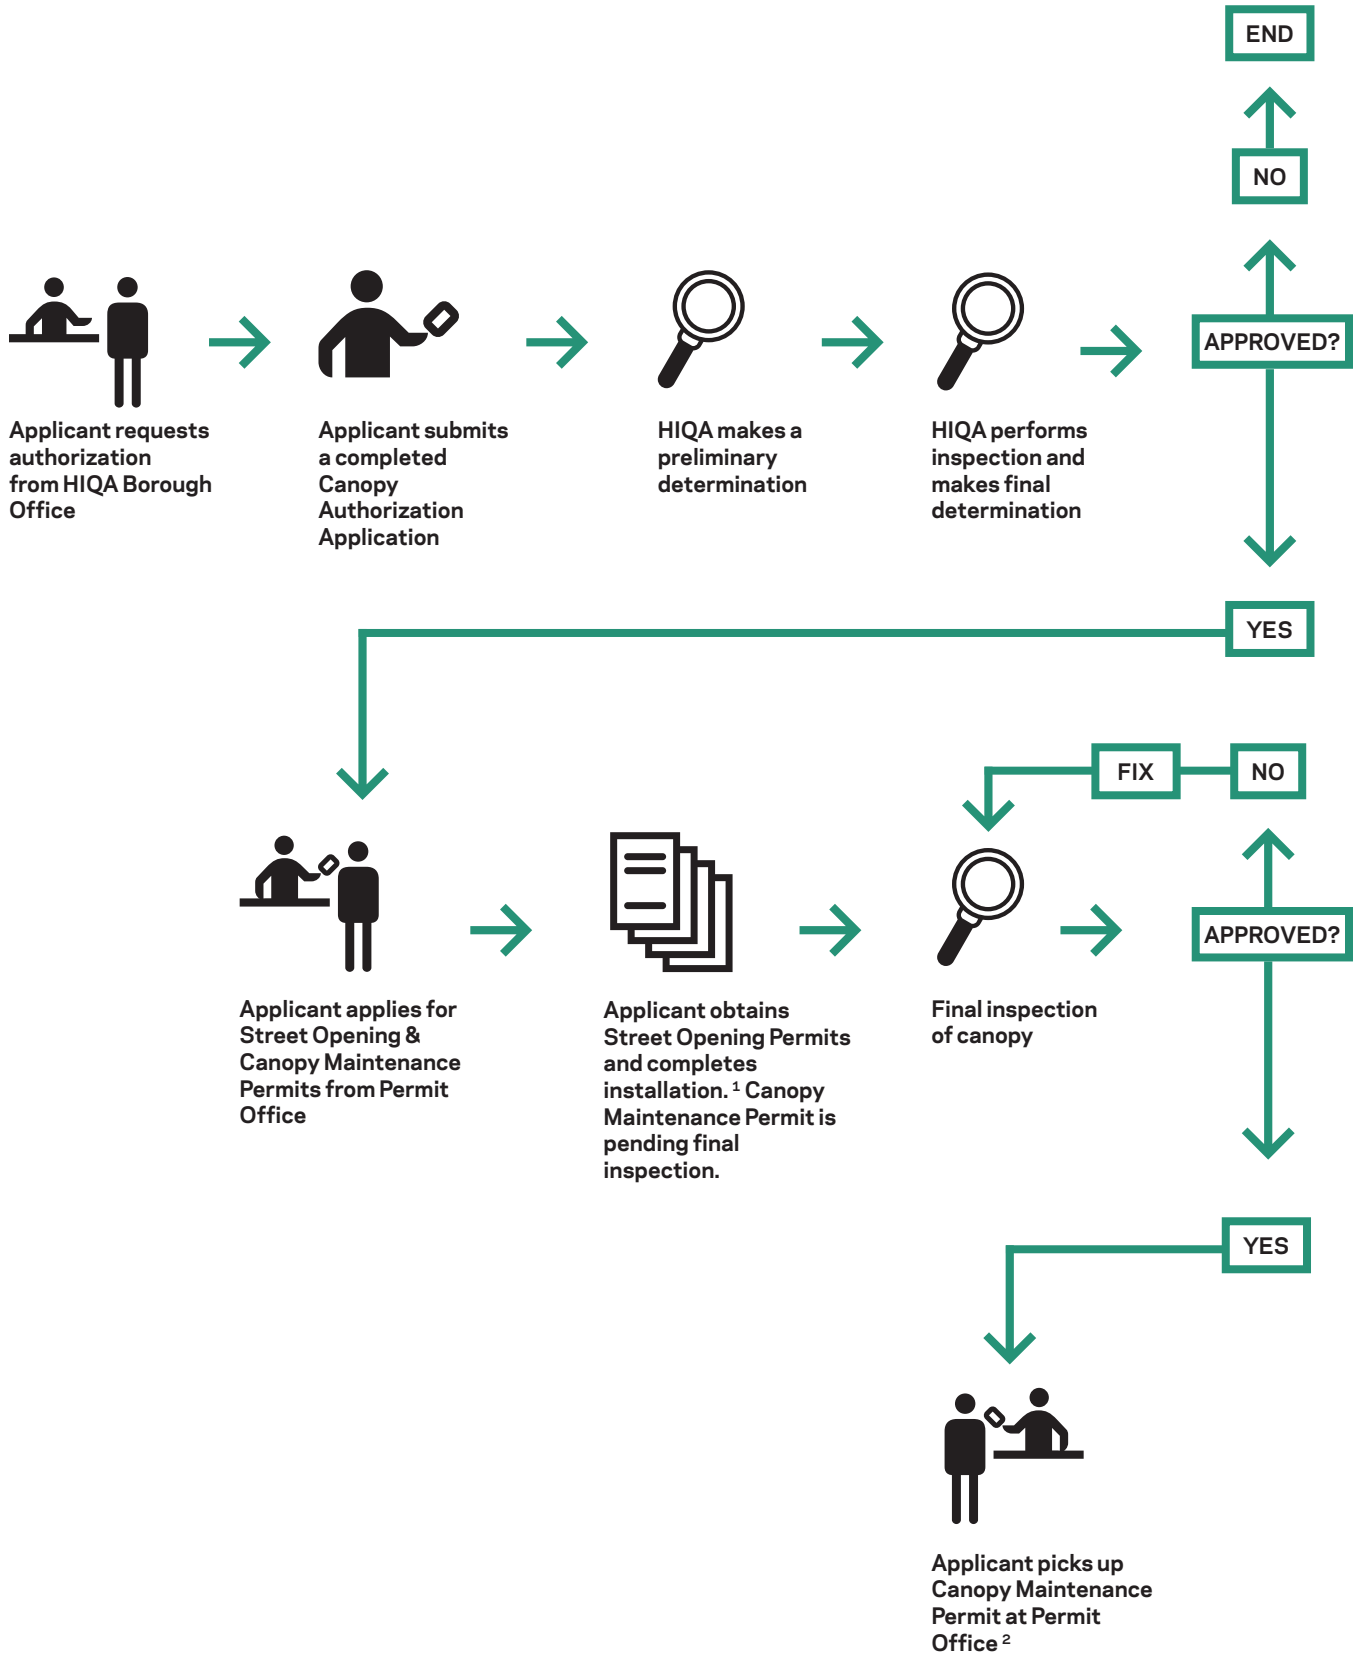 END
NO
APPROVED?
Applicant requests
authorization
from HIQA Borough
Office
Applicant submits
a completed
Canopy
Authorization
Application
HIQA makes a
preliminary
determination
HIQA performs
inspection and
makes final
determination
YES
FIX
NO
APPROVED?
Applicant applies for
Street Opening &
Canopy Maintenance
Permits from Permit
Office
Applicant obtains
Street Opening Permits
and completes
installation. ¹ Canopy
Maintenance Permit is
pending final
inspection.
Final inspection
of canopy
YES
Applicant picks up
Canopy Maintenance
Permit at Permit
Office ²